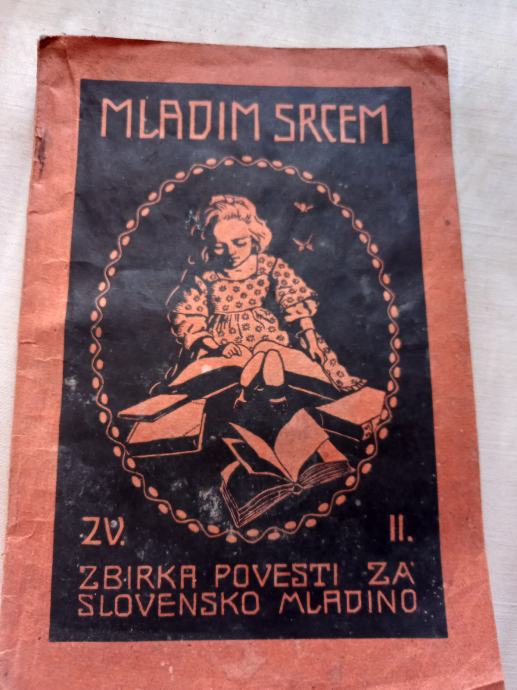 MLADIM SRCEM
ZV. II.
ZBIRKA POVESTI ZA
SLOVENSKO MLADINO